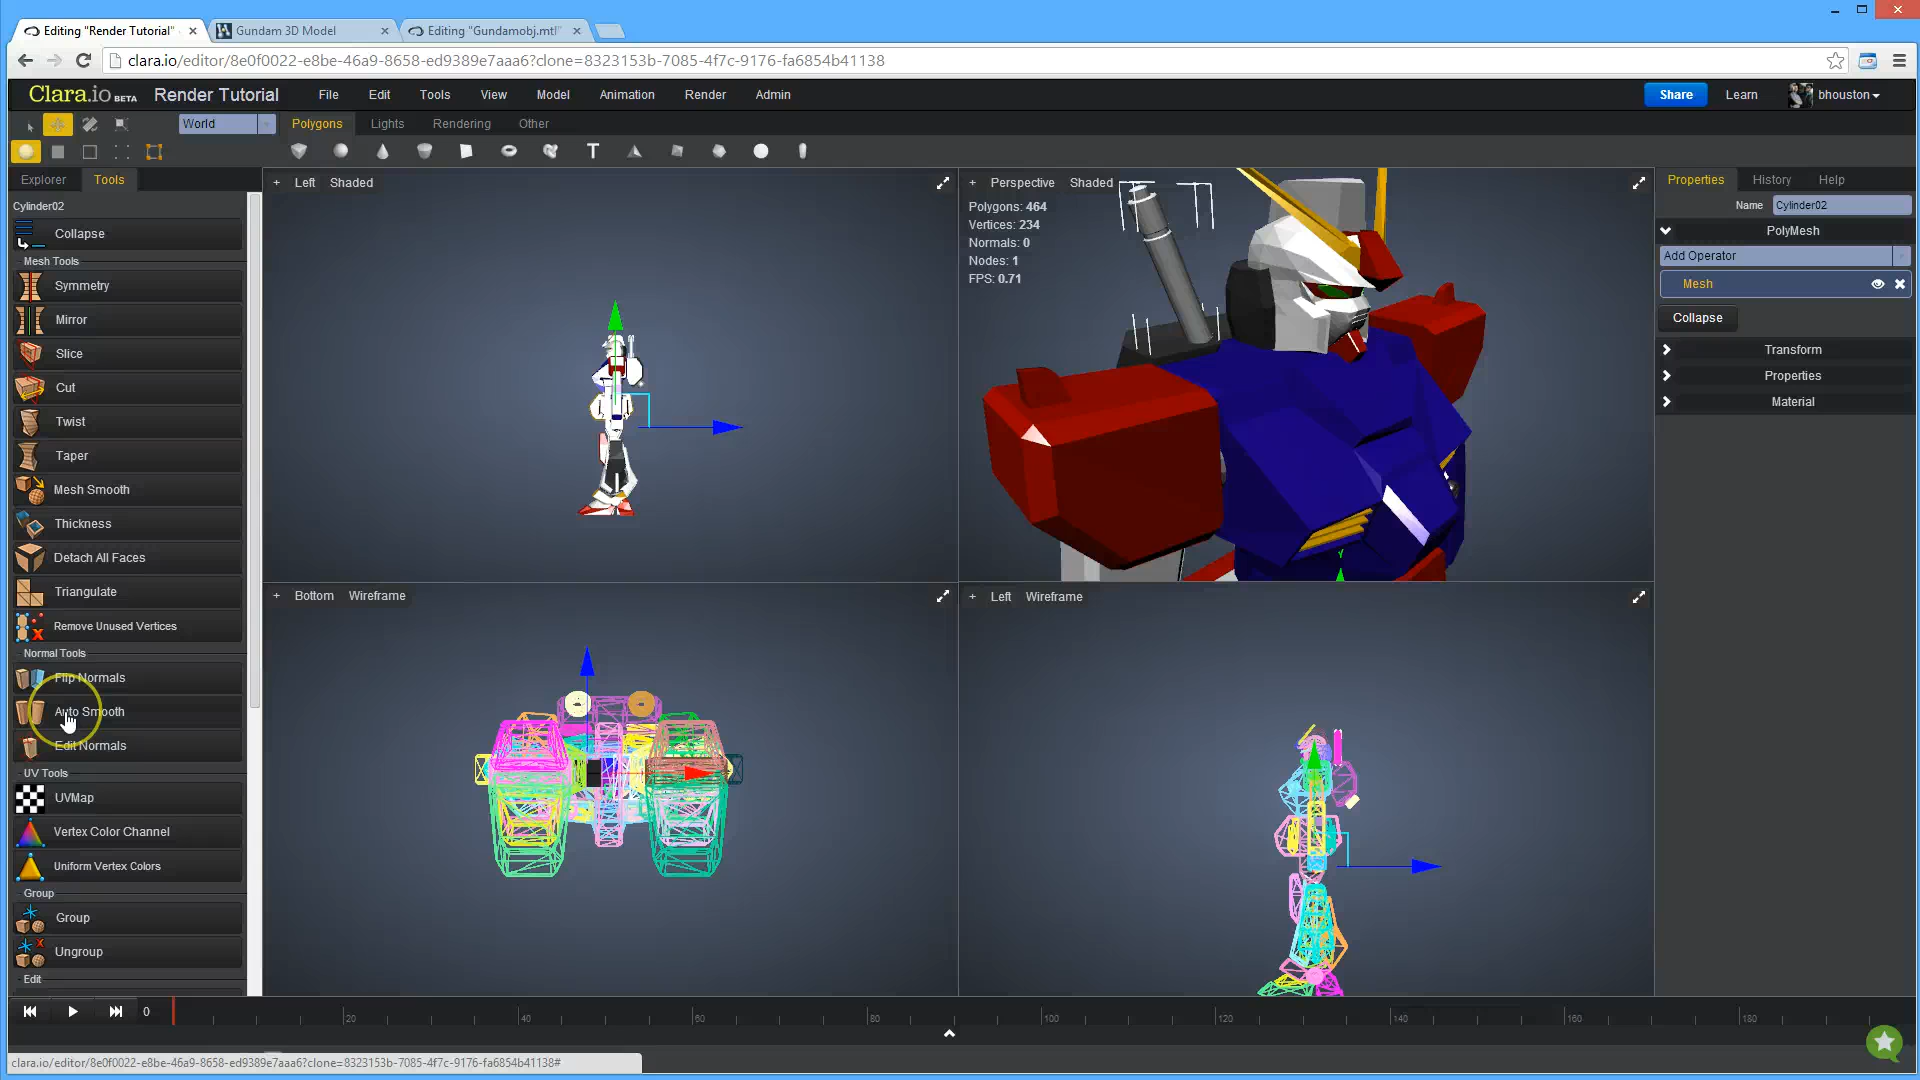 Editing "Render Tutorial"
Gundam 3D Model
Editing "Gundamobj.mtl"
clara.io/editor/8e0f0022-e8be-46a9-8658-ed9389e7aaa6?clone=8323153b-7085-4f7c-9176-fa6854b41138
Clara.io BETA Render Tutorial File Edit Tools View Model Animation Render Admin Share Learn bhouston
World Polygons Lights Rendering Other
T
Explorer Tools
+ Left Shaded
+ Perspective Shaded
Properties History Help
Polygons: 464
Vertices: 234
Normals: 0
Nodes: 1
FPS: 0.71
Name Cylinder02
PolyMesh
Add Operator
Mesh
Collapse
Transform
Properties
Material
Cylinder02
Collapse
Mesh Tools
Symmetry
Mirror
Slice
Cut
Twist
Taper
Mesh Smooth
Thickness
Detach All Faces
Triangulate
Remove Unused Vertices
Normal Tools
Flip Normals
Auto Smooth
Edit Normals
UV Tools
UVMap
Vertex Color Channel
Uniform Vertex Colors
Group
Group
Ungroup
Edit
+ Bottom Wireframe
+ Left Wireframe
Y
0 20 40 60 80 100 120 140 160 180
clara.io/editor/8e0f0022-e8be-46a9-8658-ed9389e7aaa6?clone=8323153b-7085-4f7c-9176-fa6854b41138#